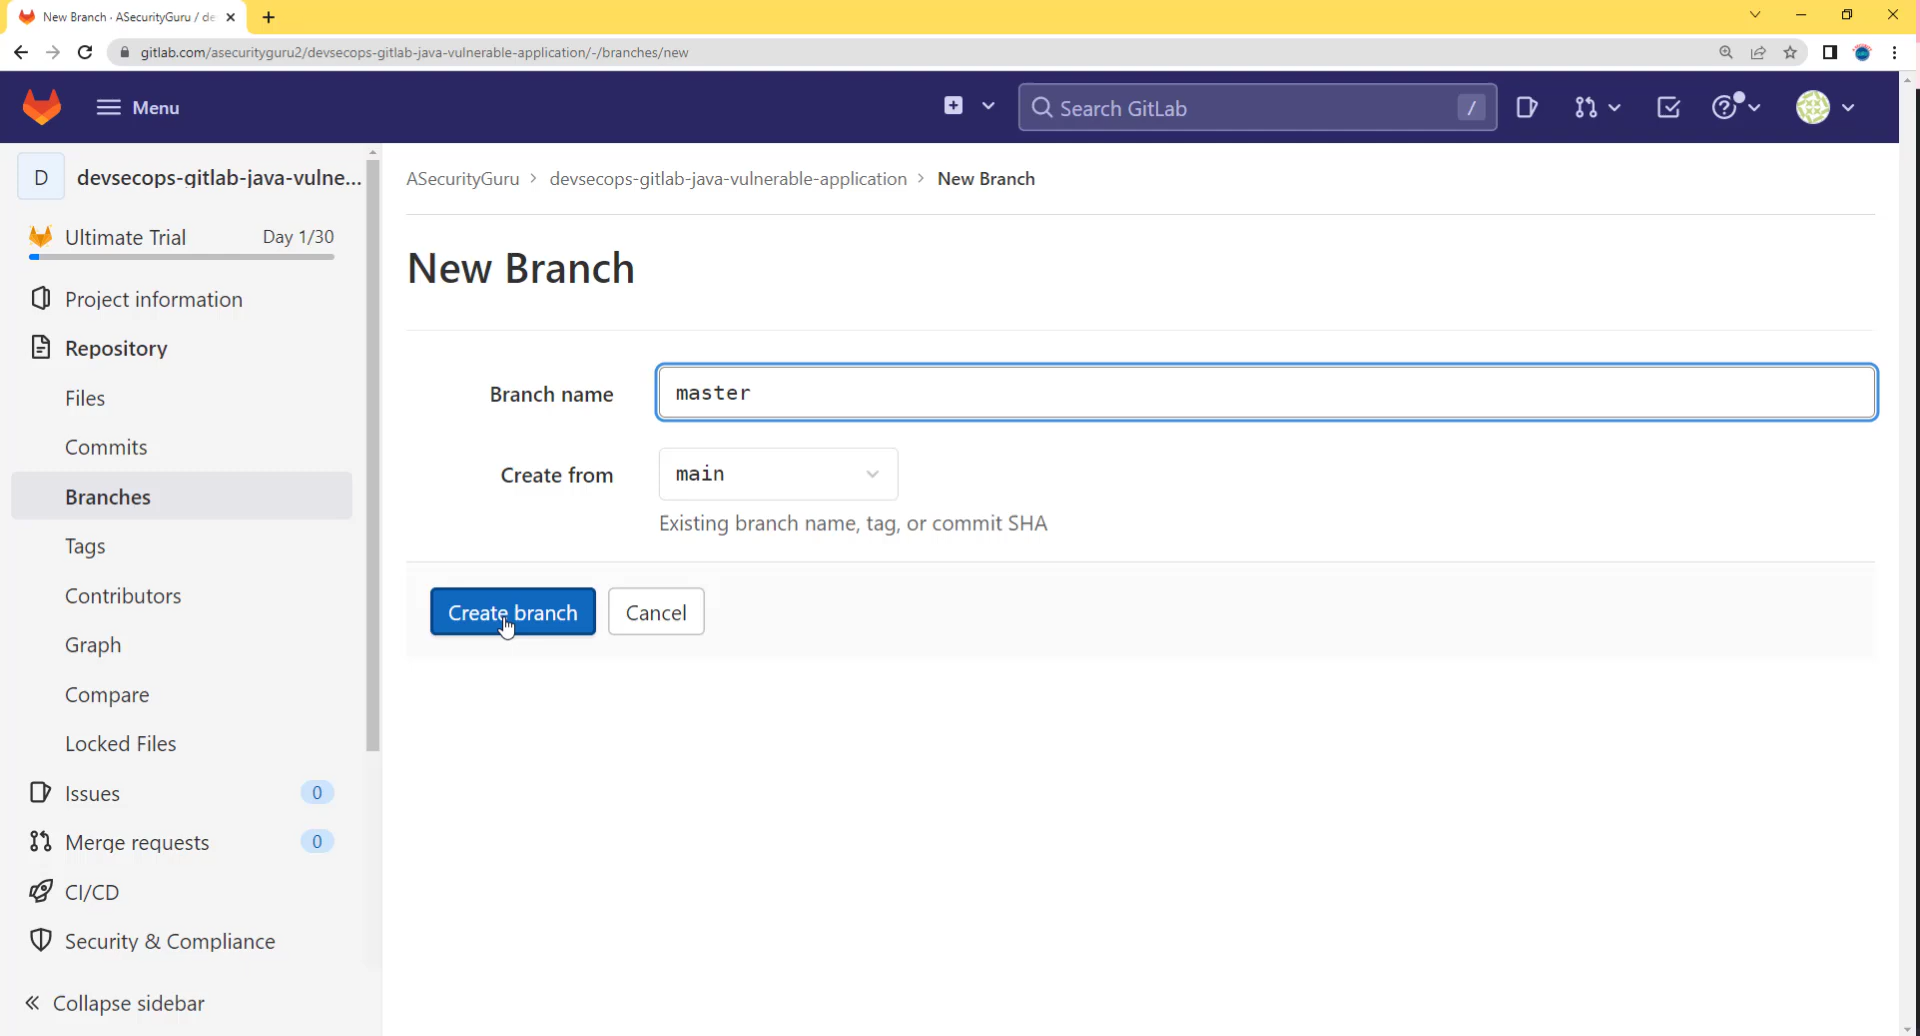 New Branch · ASecurityGuru / de
gitlab.com/asecurityguru2/devsecops-gitlab-java-vulnerable-application/-/branches/new
Menu
Search GitLab
/
D
devsecops-gitlab-java-vulne...
ASecurityGuru > devsecops-gitlab-java-vulnerable-application > New Branch
Ultimate Trial
Day 1/30
New Branch
Project information
Repository
Files
Commits
Branches
Tags
Contributors
Graph
Compare
Locked Files
Issues
0
Merge requests
0
CI/CD
Security & Compliance
Collapse sidebar
Branch name
master
Create from
main
Existing branch name, tag, or commit SHA
Create branch
Cancel